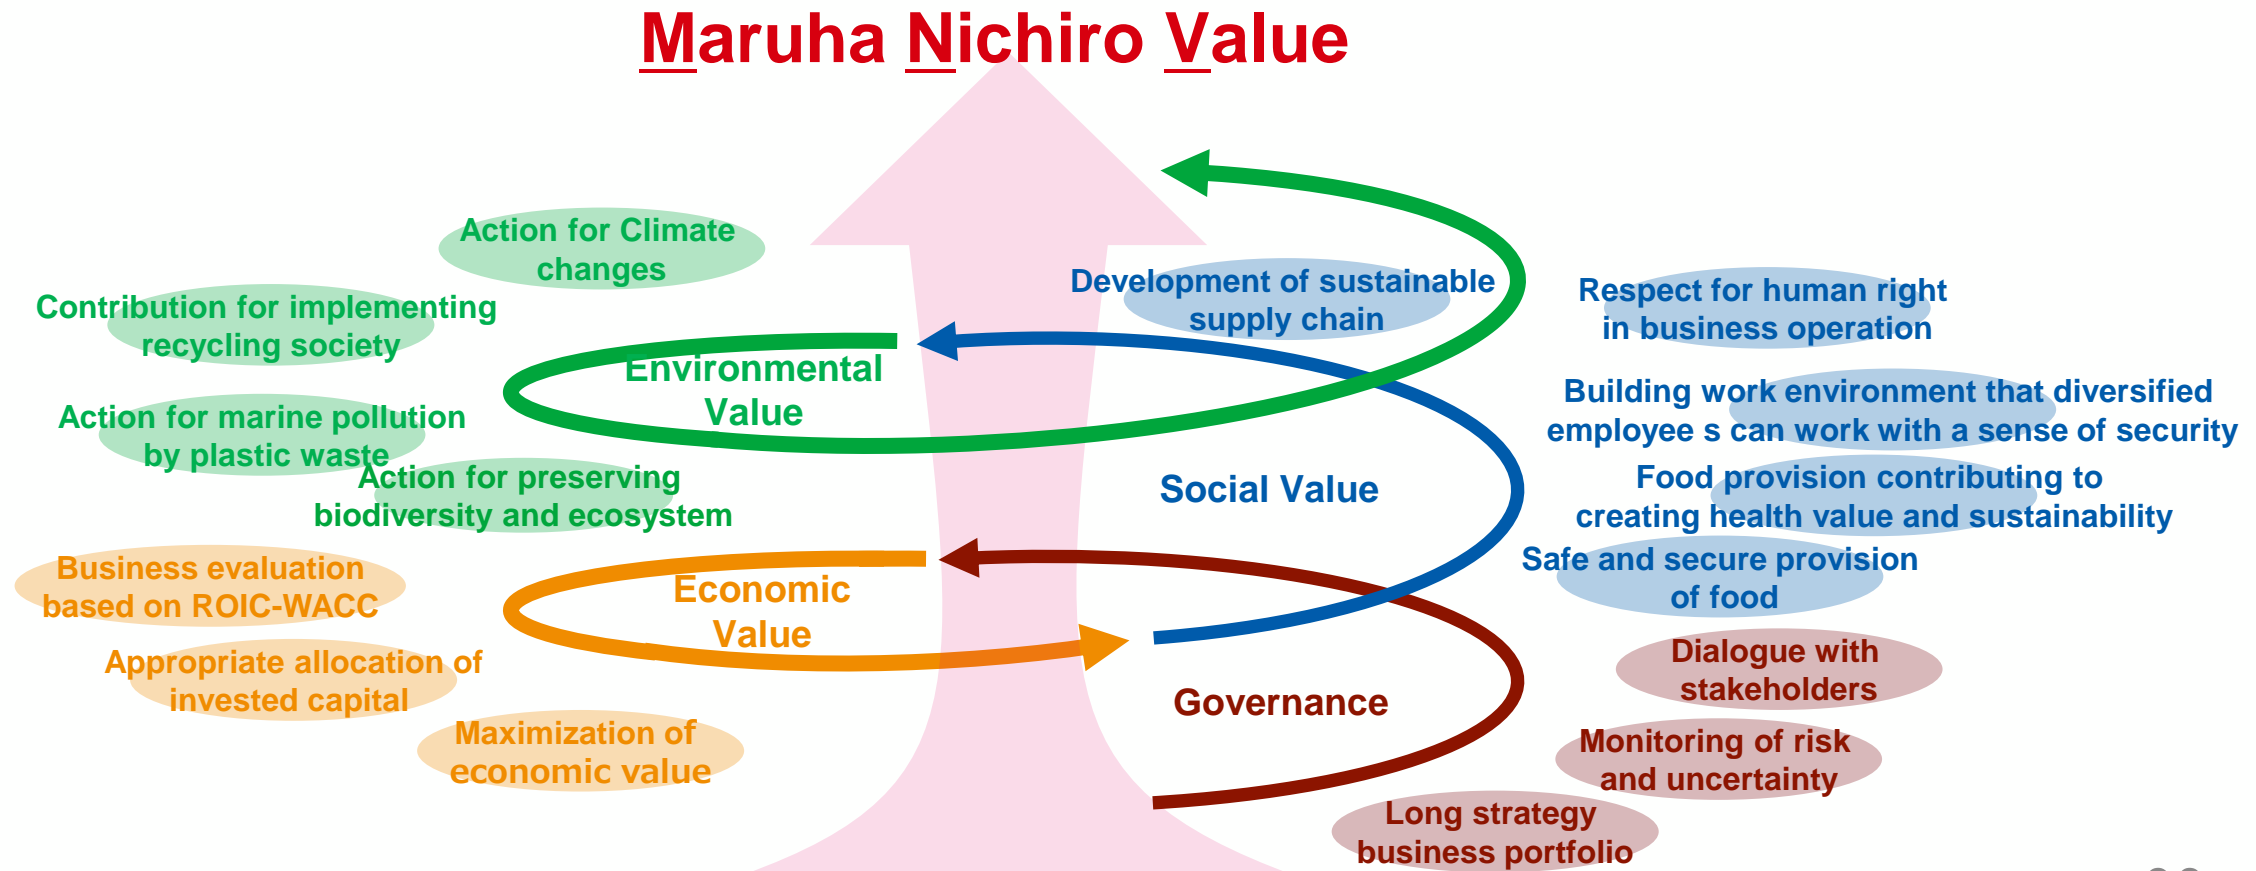 Maruha Nichiro Value
Action for Climate
changes
Contribution for implementing
recycling society
Action for marine pollution
by plastic waste
Action for preserving
biodiversity and ecosystem
Environmental
Value
Development of sustainable
supply chain
Respect for human right
in business operation
Building work environment that diversified
employee s can work with a sense of security
Food provision contributing to
creating health value and sustainability
Safe and secure provision
of food
Social Value
Business evaluation
based on ROIC-WACC
Appropriate allocation of
invested capital
Maximization of
economic value
Economic
Value
Governance
Dialogue with
stakeholders
Monitoring of risk
and uncertainty
Long strategy
business portfolio